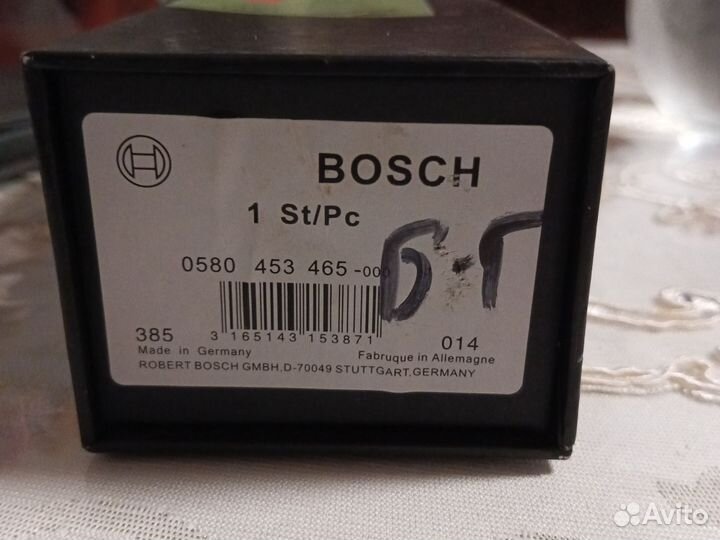 BOSCH
1 St/Pc
0580 453 465-000
385 3 165143 153871 014
Made in Germany Fabruque in Allemagne
ROBERT BOSCH GMBH,D-70049 STUTTGART,GERMANY
Avito